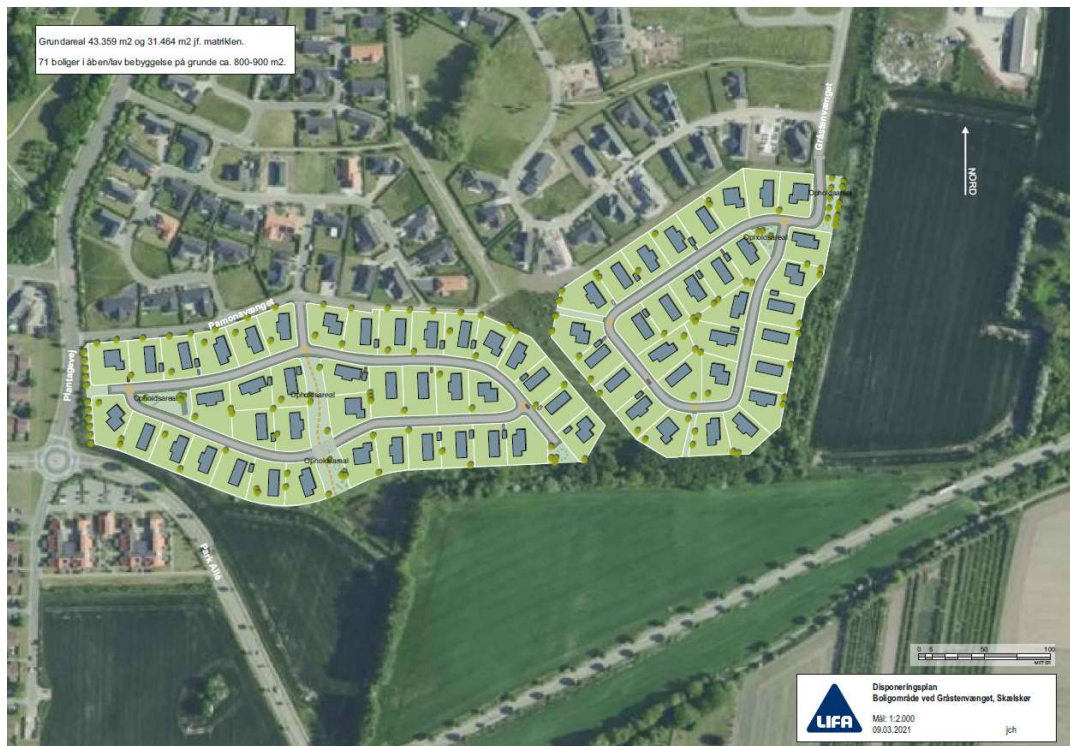 Grundareal 43.359 m2 og 31.464 m2 jf. matriklen.
71 boliger i åben/lav bebyggelse på grunde ca. 800-900 m2.
Gråstenvænget
NORD
Opholdsareal
Opholdsareal
Pamonavænget
Plantagevej
Opholdsareal
Opholdsareal
Opholdsareal
Park Allé
0 5 50 100
METER
LIFA
Disponeringsplan
Boligområde ved Gråstenvænget, Skælskør
Mål: 1:2.000
09.03.2021 jch